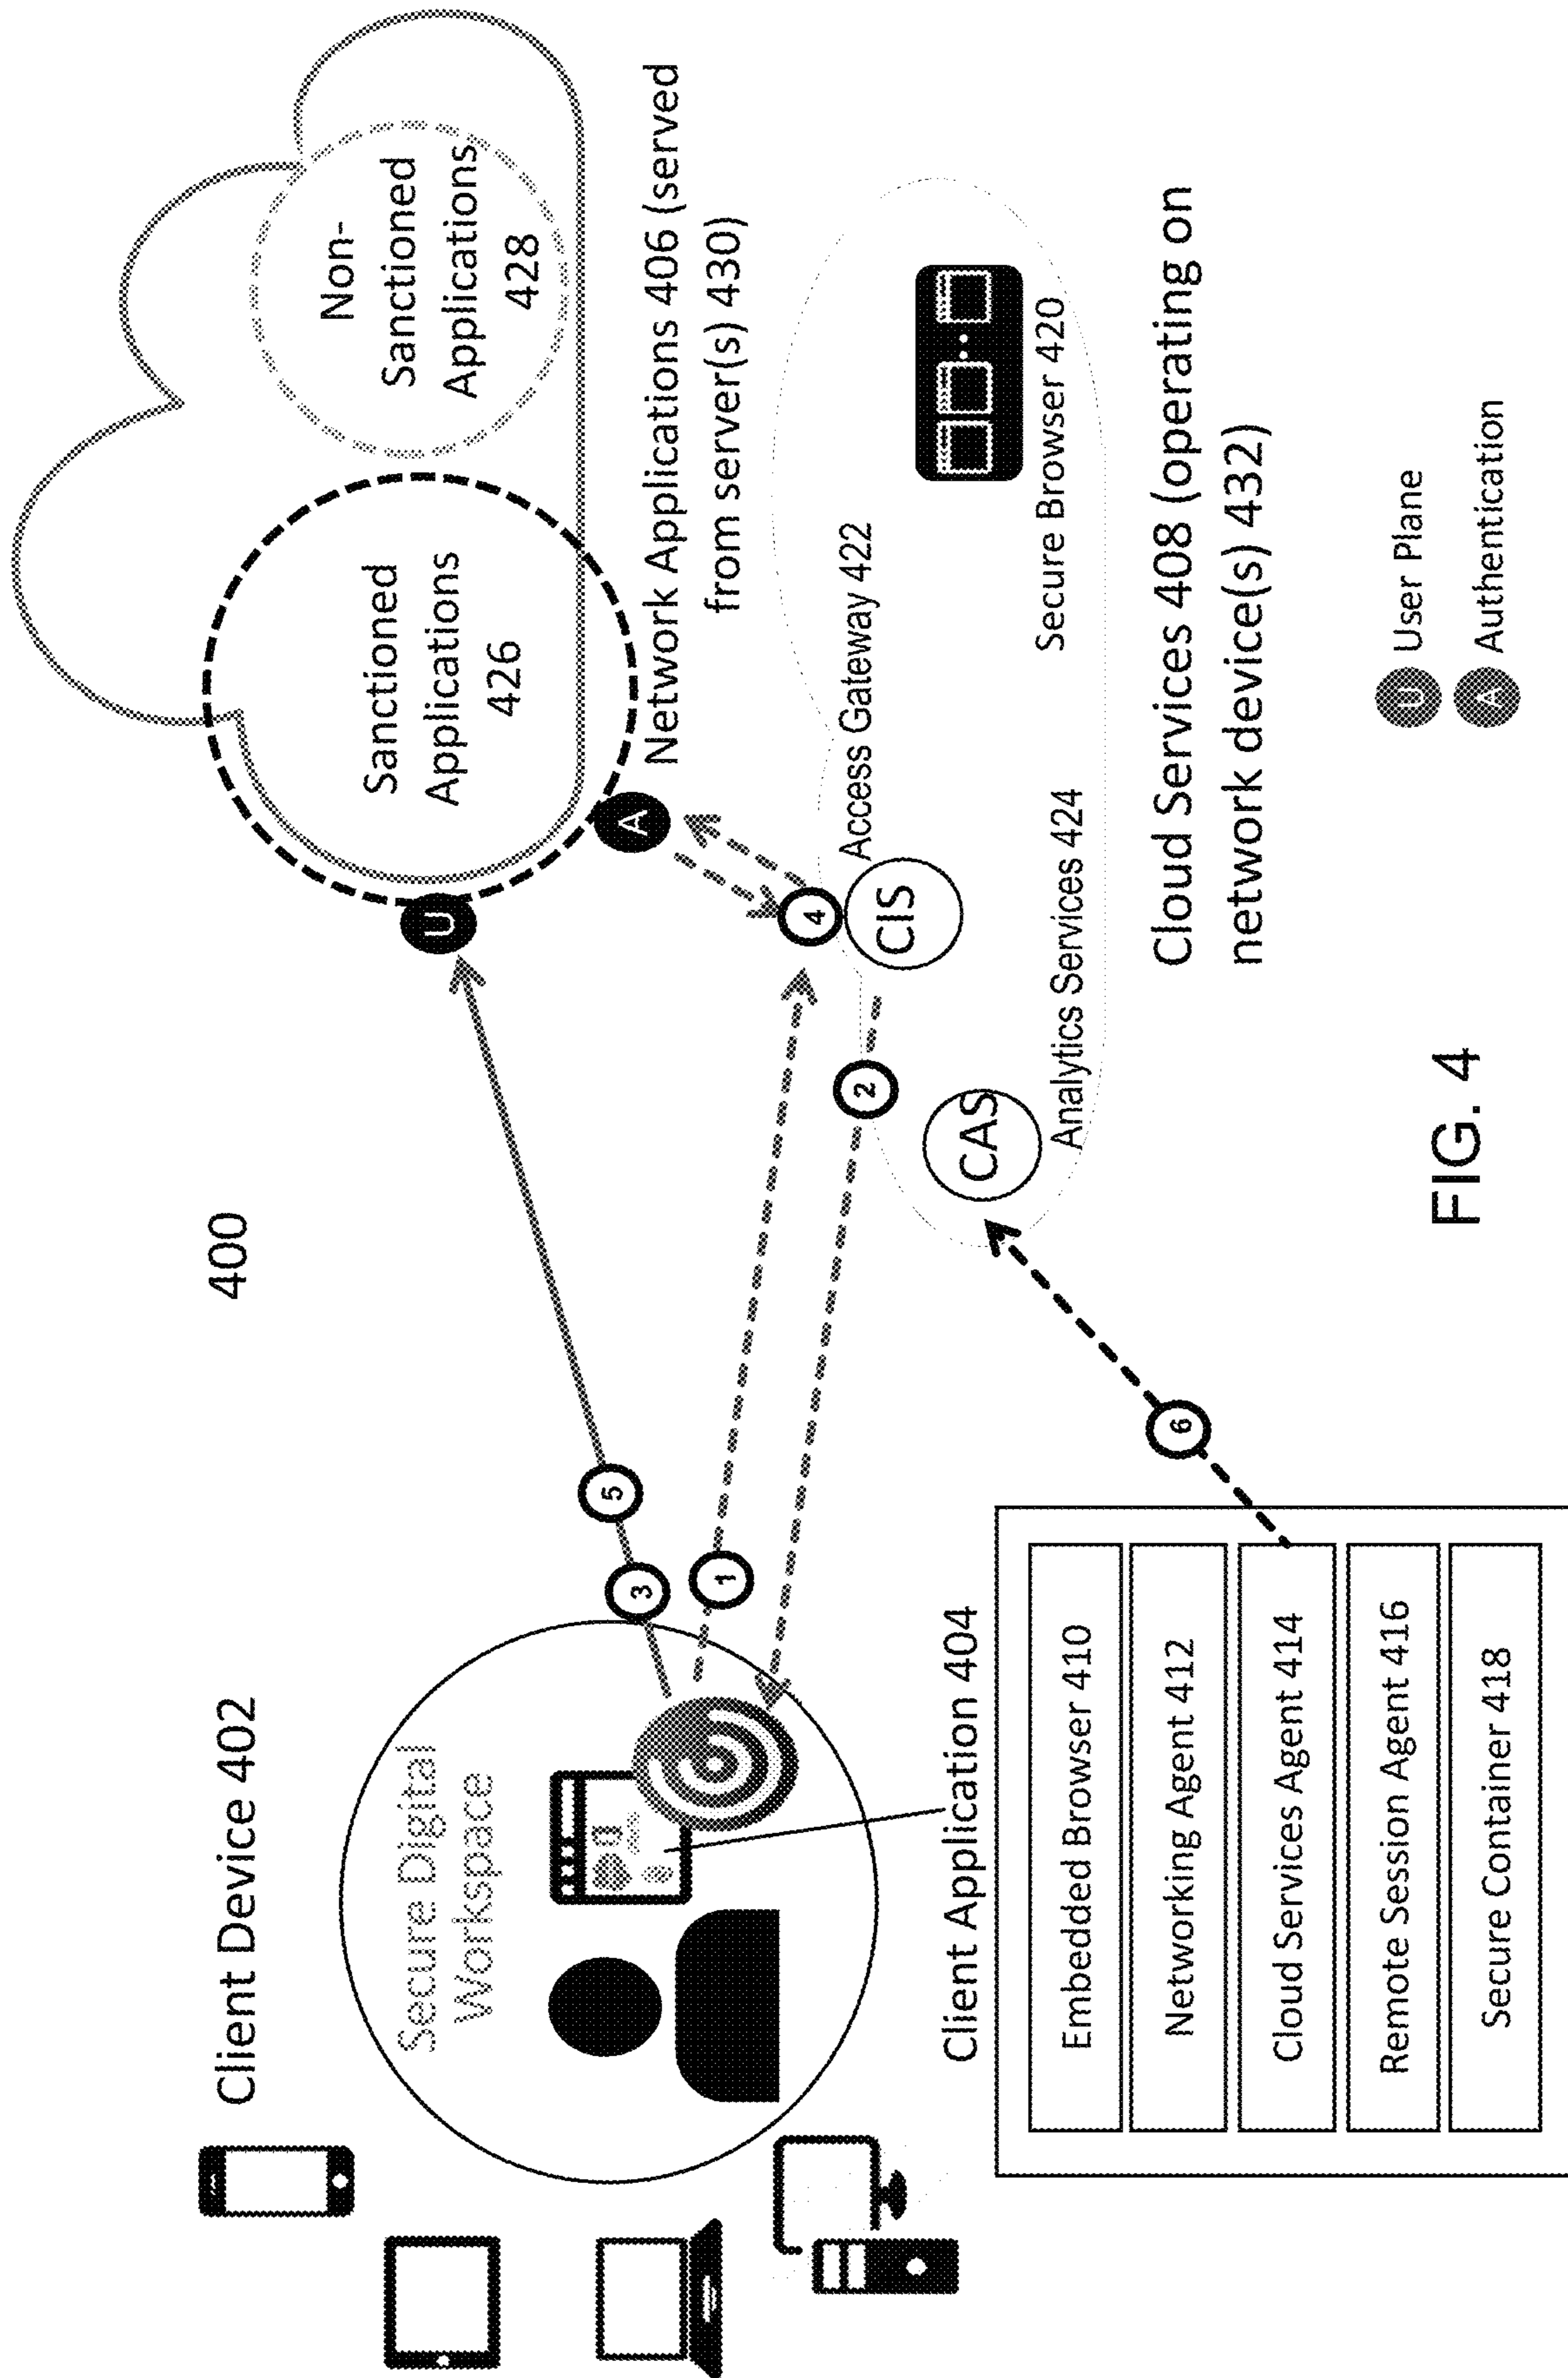 400
Client Device 402
Secure Digital
Workspace
3
5
1
2
4
6
U
A
Sanctioned
Applications
426
Non-
Sanctioned
Applications
428
Network Applications 406 (served
from server(s) 430)
Access Gateway 422
CIS
CAS
Analytics Services 424
Secure Browser 420
Cloud Services 408 (operating on
network device(s) 432)
Client Application 404
Embedded Browser 410
Networking Agent 412
Cloud Services Agent 414
Remote Session Agent 416
Secure Container 418
U User Plane
A Authentication
FIG. 4